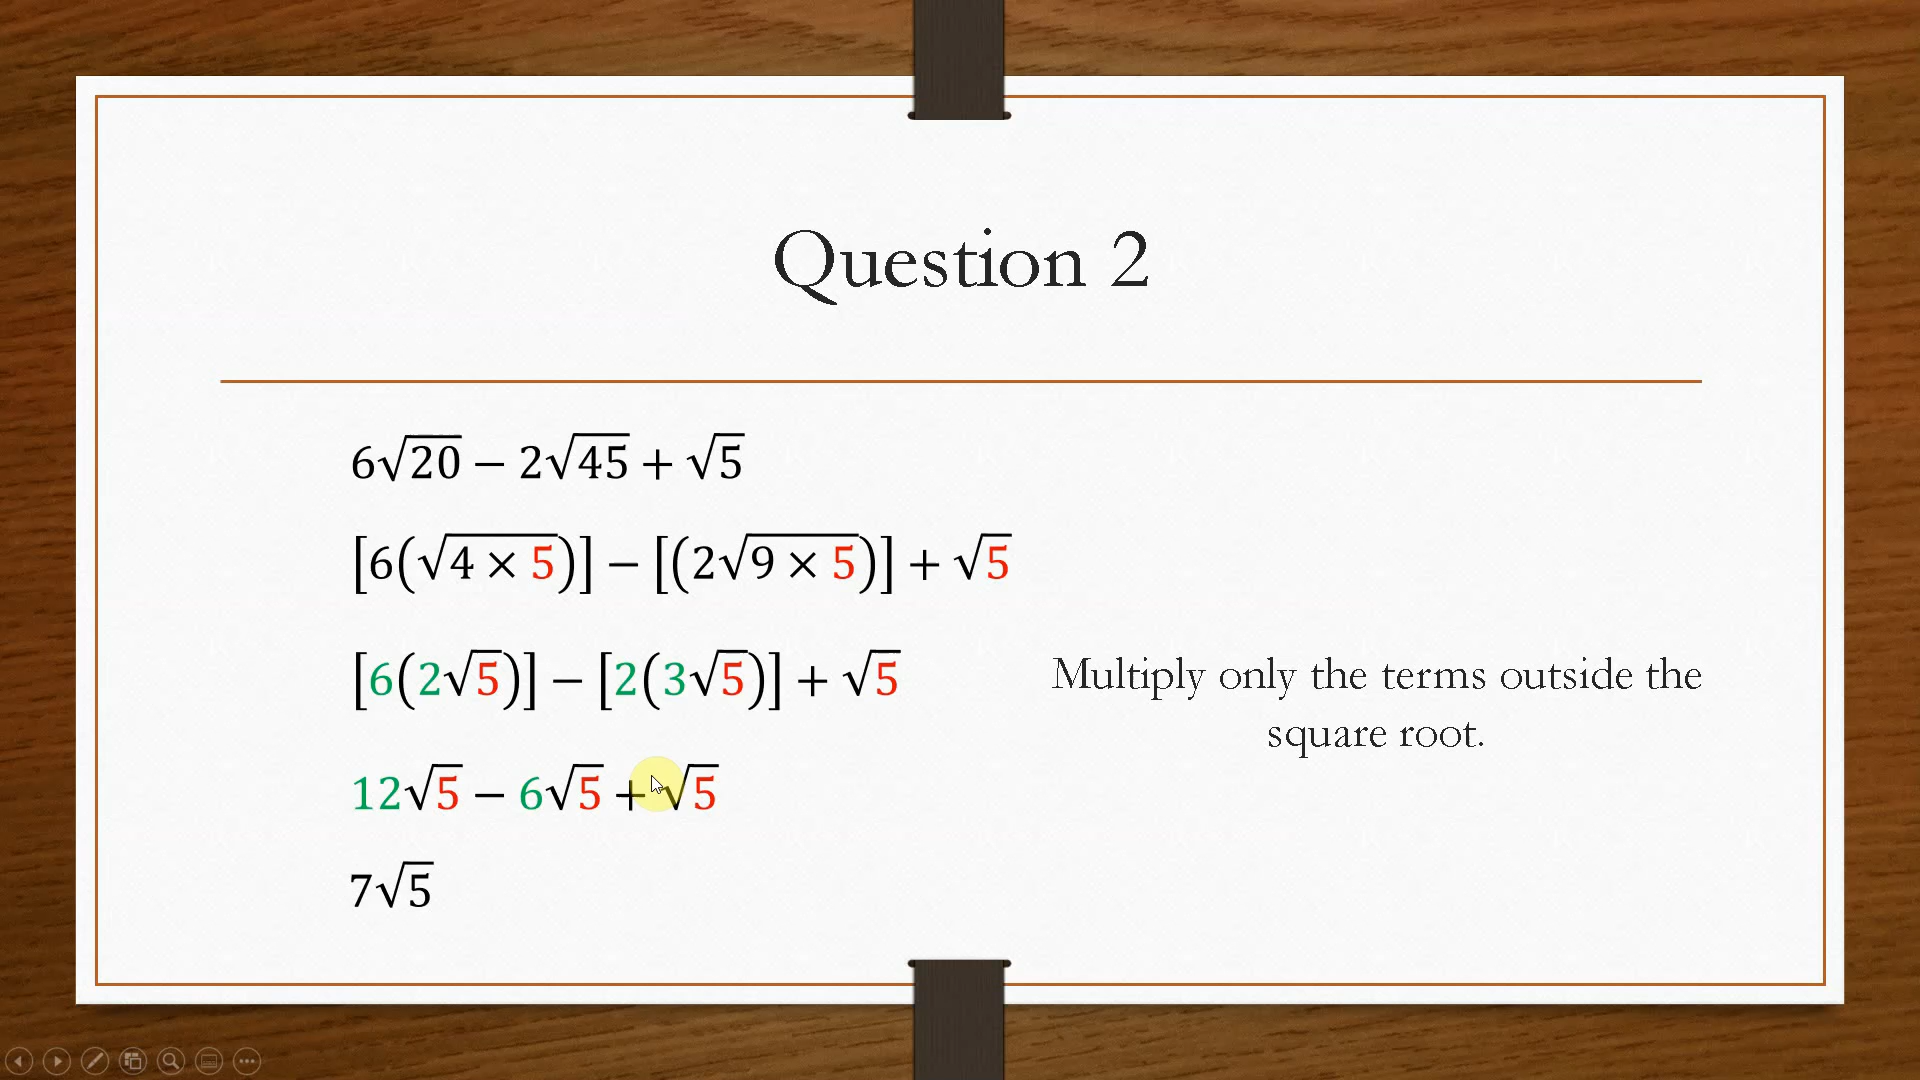 Question 2
6√20 − 2√45 + √5
[6(√4 × 5)] − [(2√9 × 5)] + √5
[6(2√5)] − [2(3√5)] + √5
Multiply only the terms outside the
square root.
12√5 − 6√5 + √5
7√5